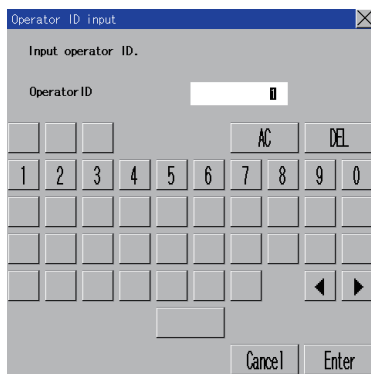 Operator ID input
Input operator ID.
Operator ID 1
AC DEL
1 2 3 4 5 6 7 8 9 0
Cancel Enter